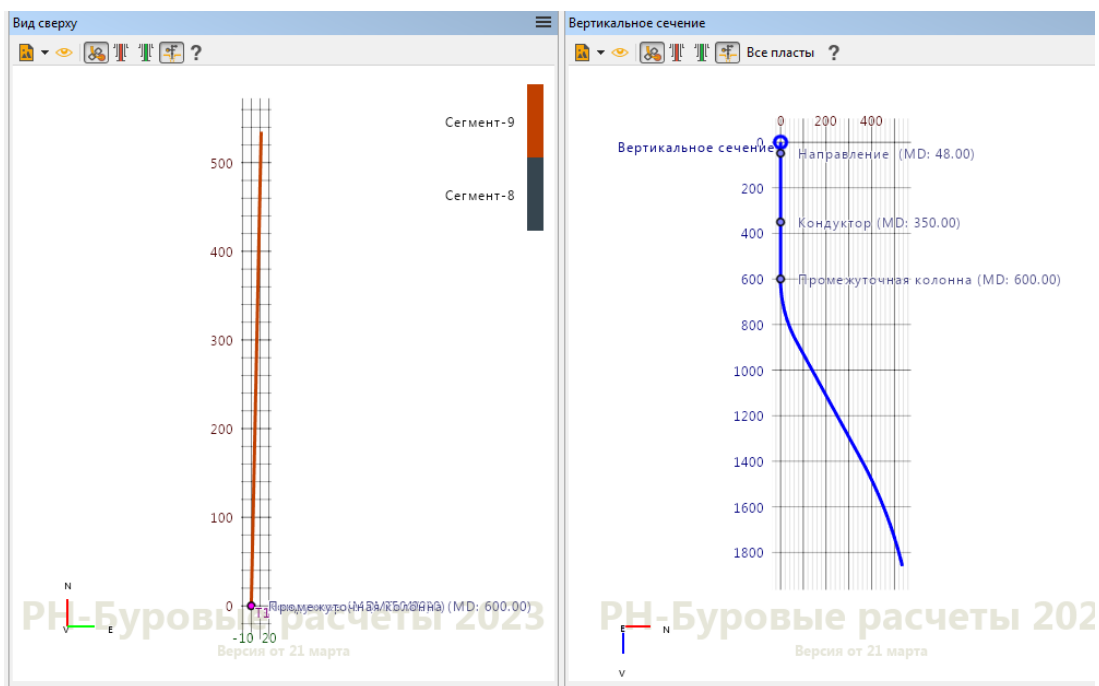 Вид сверху
?
Сегмент-9
Сегмент-8
500
400
300
200
100
0
T1
Промежуточная колонна (MD: 600.00)
-10 20
N
V
E
РН-Буровые расчеты 2023
Версия от 21 марта
Вертикальное сечение
Все пласты ?
0 200 400
0
Вертикальное сечение
Направление (MD: 48.00)
200
Кондуктор (MD: 350.00)
400
600
Промежуточная колонна (MD: 600.00)
800
1000
1200
1400
1600
1800
E
N
V
РН-Буровые расчеты 202
Версия от 21 марта